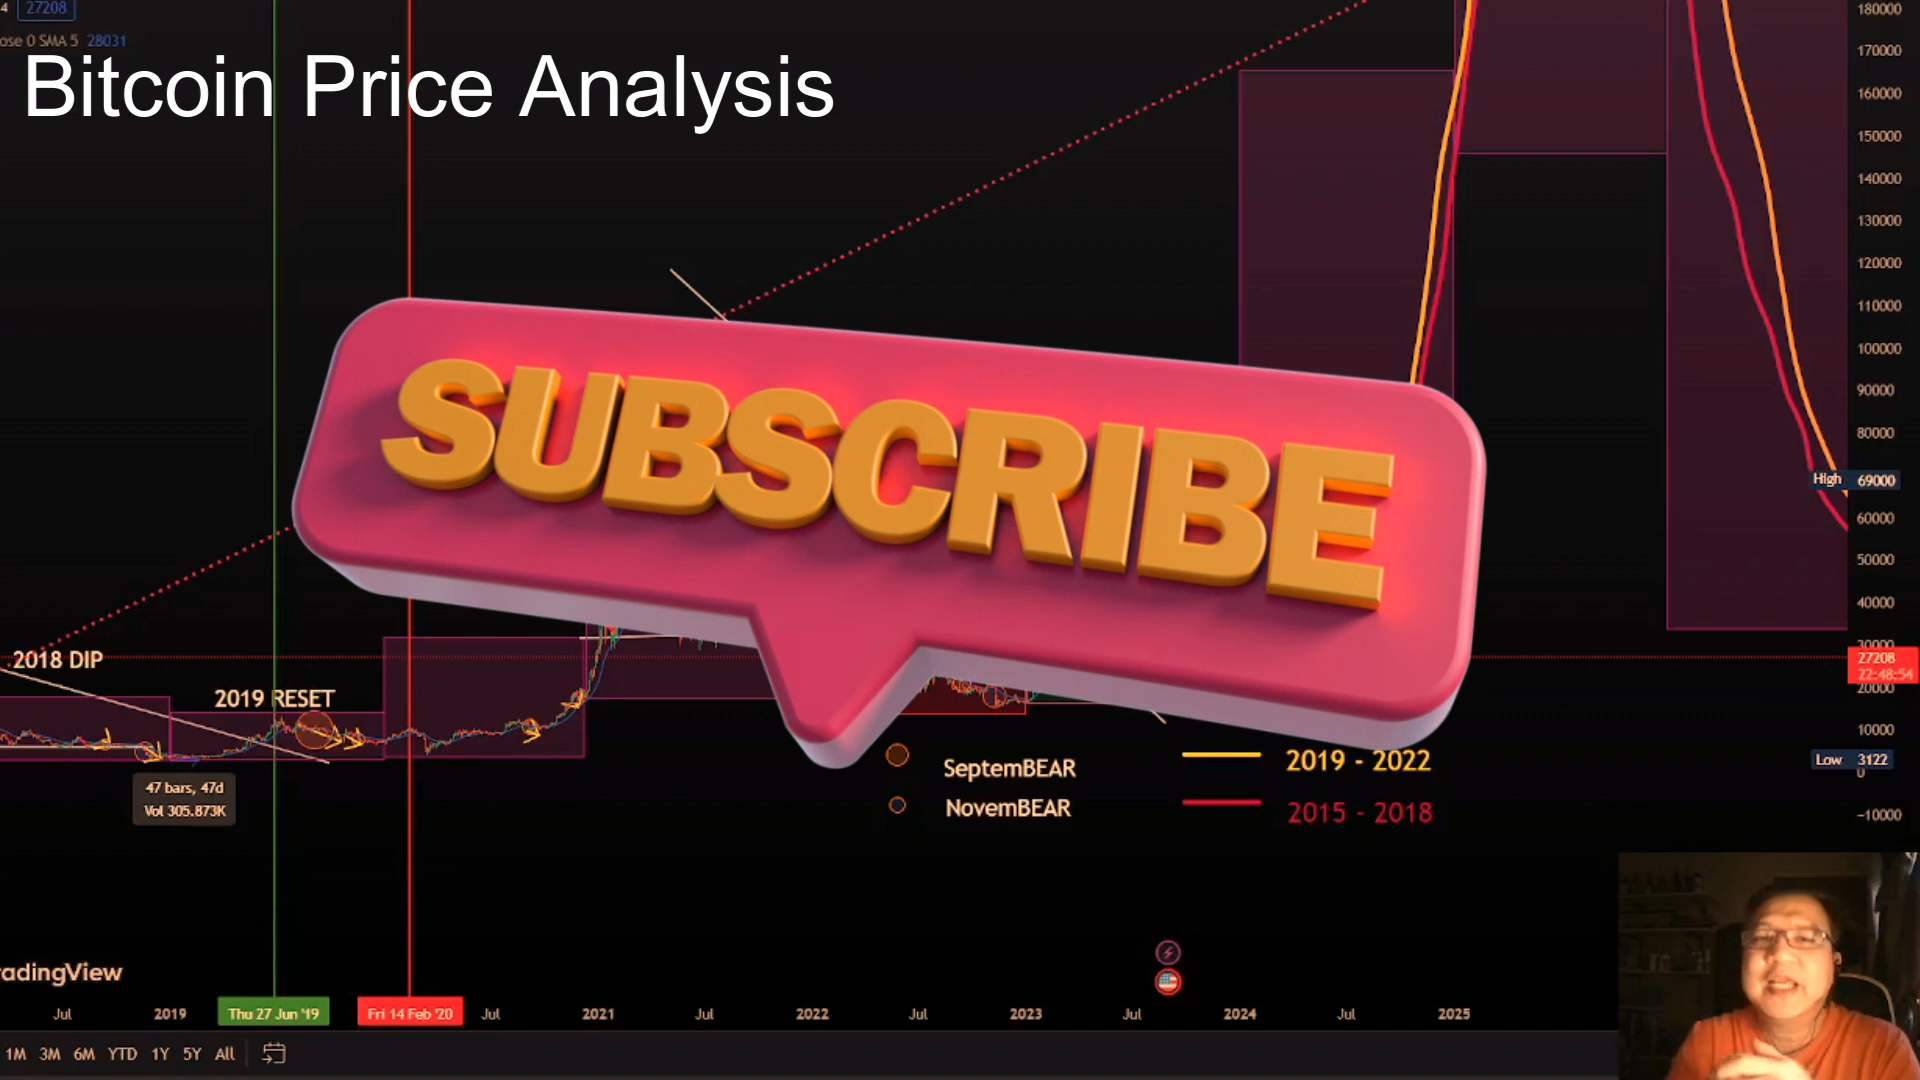 4 27208
ose 0 SMA 5 28031
Bitcoin Price Analysis
SUBSCRIBE
180000
170000
160000
150000
140000
130000
120000
110000
100000
90000
80000
High 69000
60000
50000
40000
30000
27208
22:48:54
20000
10000
Low 3122
0
-10000
2018 DIP
2019 RESET
47 bars, 47d
Vol 305.873K
SeptemBEAR
NovemBEAR
2019 - 2022
2015 - 2018
adingView
Jul 2019 Thu 27 Jun '19 Fri 14 Feb '20 Jul 2021 Jul 2022 Jul 2023 Jul 2024 Jul 2025
1M 3M 6M YTD 1Y 5Y All